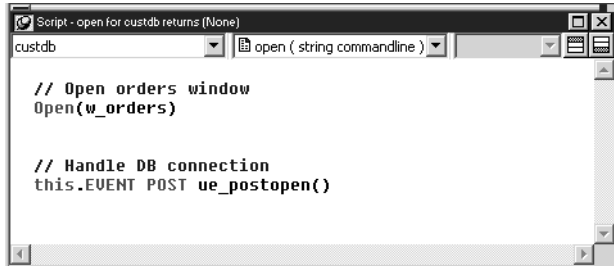 Script - open for custdb returns (None)
custdb
open ( string commandline )
// Open orders window
Open(w_orders)
// Handle DB connection
this.EVENT POST ue_postopen()